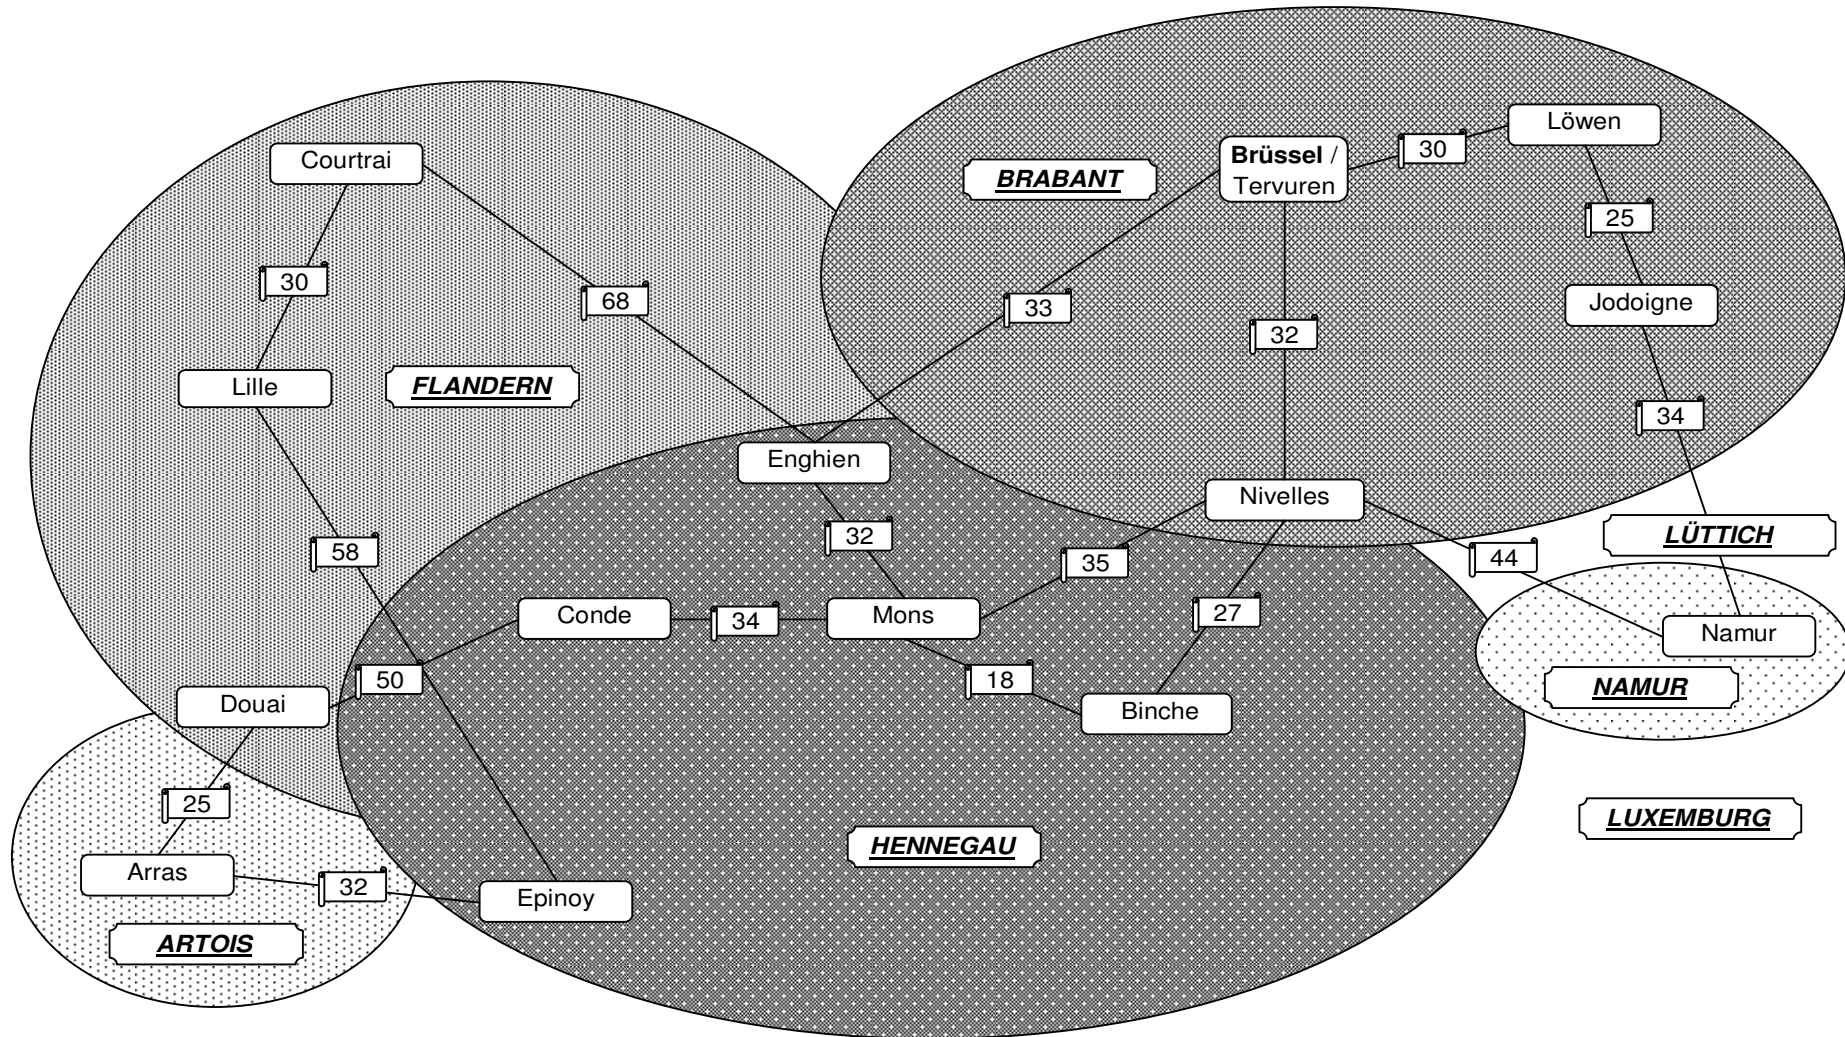 Löwen
Courtrai
Brüssel /
Tervuren
30
BRABANT
25
30
68
33
Jodoigne
32
Lille
FLANDERN
34
Enghien
Nivelles
58
32
35
44
LÜTTICH
Conde
34
Mons
27
Namur
50
18
NAMUR
Douai
Binche
25
LUXEMBURG
HENNEGAU
Arras
32
Epinoy
ARTOIS